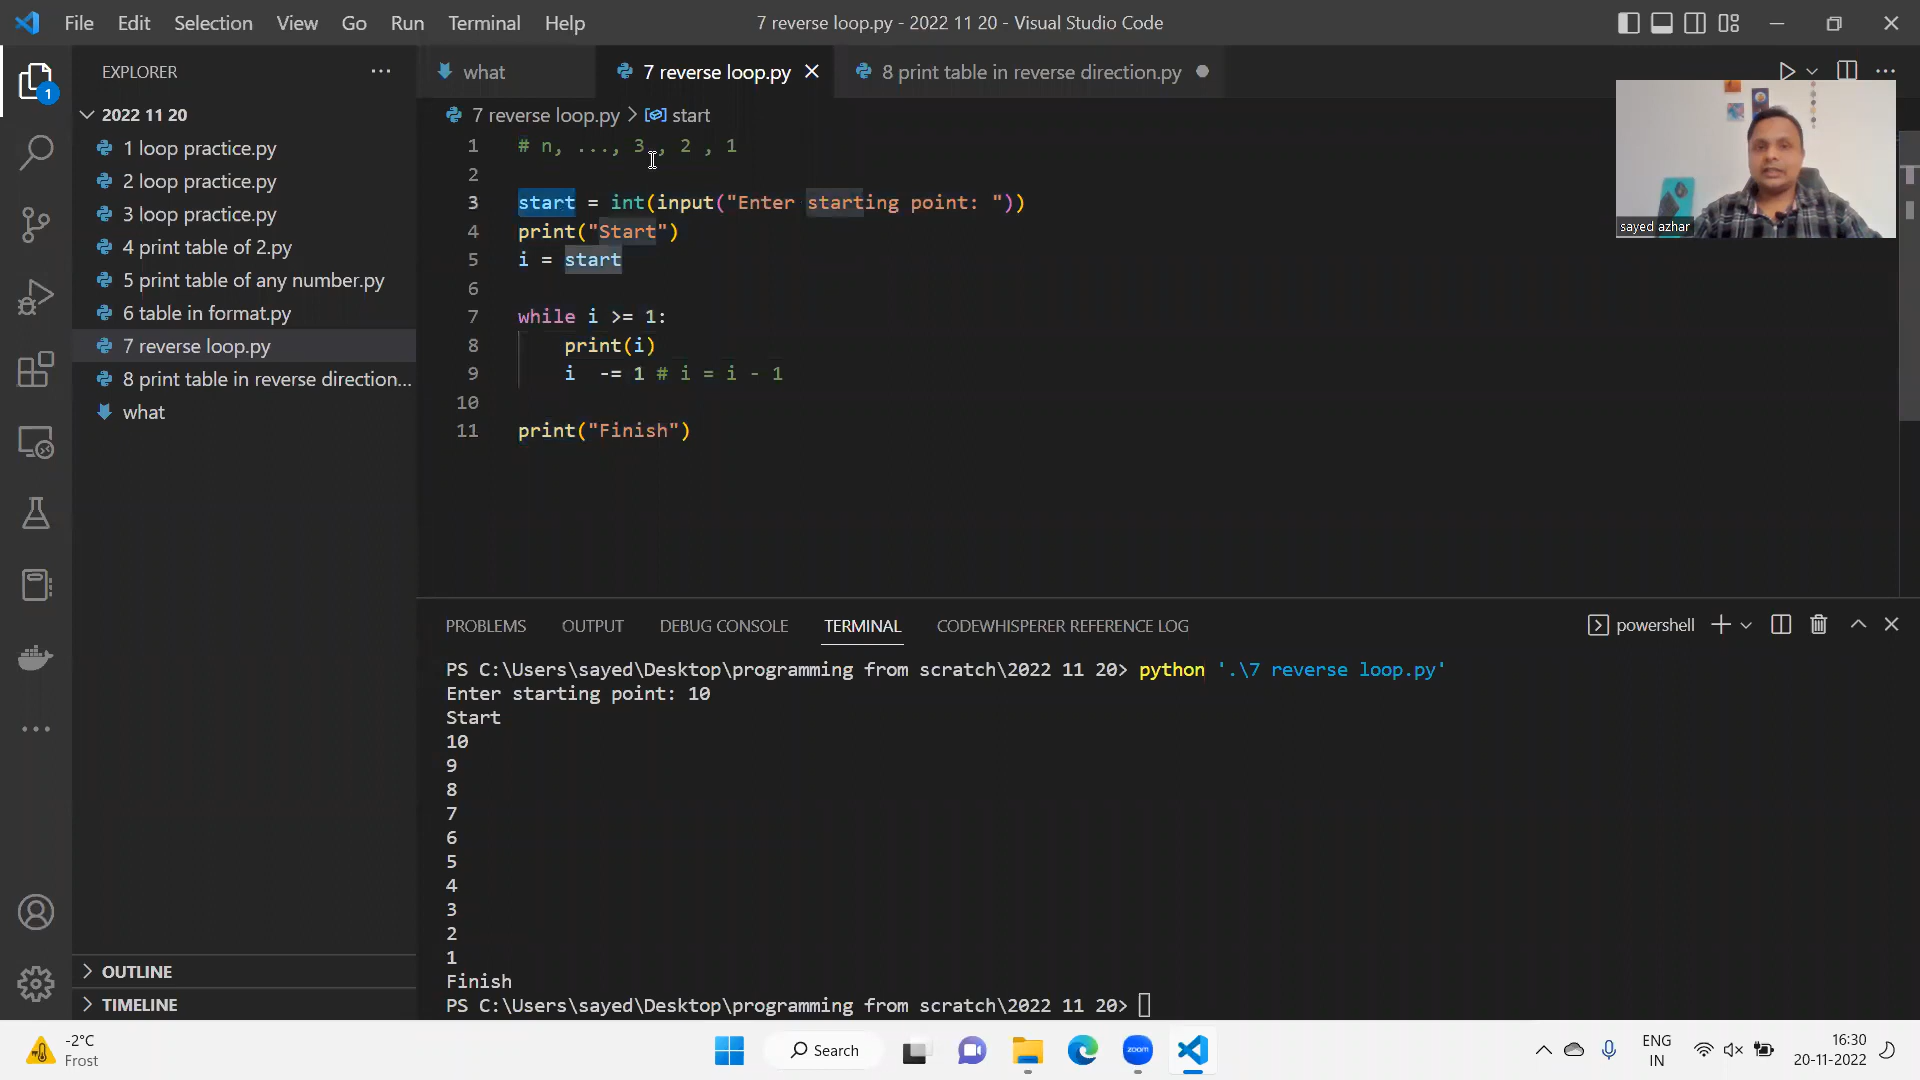 File Edit Selection View Go Run Terminal Help
7 reverse loop.py - 2022 11 20 - Visual Studio Code
EXPLORER
what
7 reverse loop.py
8 print table in reverse direction.py
1
2022 11 20
1 loop practice.py
2 loop practice.py
3 loop practice.py
4 print table of 2.py
5 print table of any number.py
6 table in format.py
7 reverse loop.py
8 print table in reverse direction...
what
OUTLINE
TIMELINE
7 reverse loop.py > start
1 # n, ..., 3 , 2 , 1
2
3 start = int(input("Enter starting point: "))
4 print("Start")
5 i = start
6
7 while i >= 1:
8 print(i)
9 i -= 1 # i = i - 1
10
11 print("Finish")
sayed azhar
PROBLEMS OUTPUT DEBUG CONSOLE TERMINAL CODEWHISPERER REFERENCE LOG
powershell
PS C:\Users\sayed\Desktop\programming from scratch\2022 11 20> python '.\7 reverse loop.py'
Enter starting point: 10
Start
10
9
8
7
6
5
4
3
2
1
Finish
PS C:\Users\sayed\Desktop\programming from scratch\2022 11 20>
-2°C
Frost
Search
zoom
ENG
IN
16:30
20-11-2022